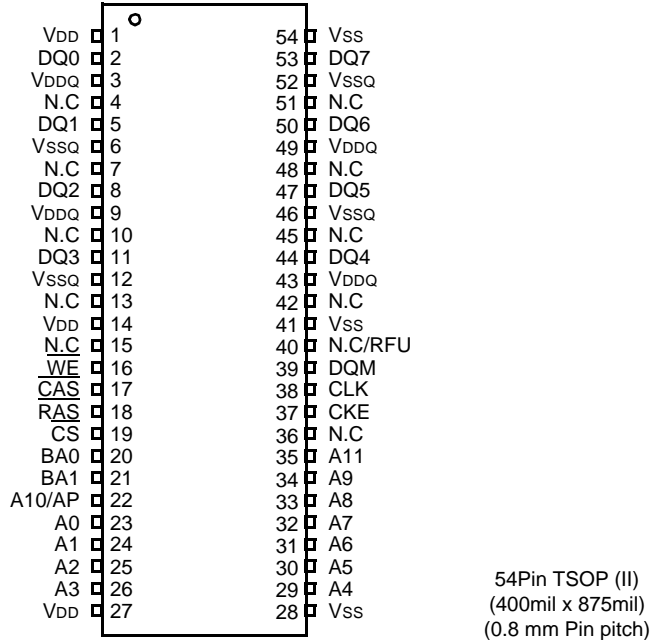 VDD 1 54 VSS
DQ0 2 53 DQ7
VDDQ 3 52 VSSQ
N.C 4 51 N.C
DQ1 5 50 DQ6
VSSQ 6 49 VDDQ
N.C 7 48 N.C
DQ2 8 47 DQ5
VDDQ 9 46 VSSQ
N.C 10 45 N.C
DQ3 11 44 DQ4
VSSQ 12 43 VDDQ
N.C 13 42 N.C
VDD 14 41 VSS
N.C 15 40 N.C/RFU
WE 16 39 DQM
CAS 17 38 CLK
RAS 18 37 CKE
CS 19 36 N.C
BA0 20 35 A11
BA1 21 34 A9
A10/AP 22 33 A8
A0 23 32 A7
A1 24 31 A6
A2 25 30 A5
A3 26 29 A4
VDD 27 28 VSS
54Pin TSOP (II)
(400mil x 875mil)
(0.8 mm Pin pitch)